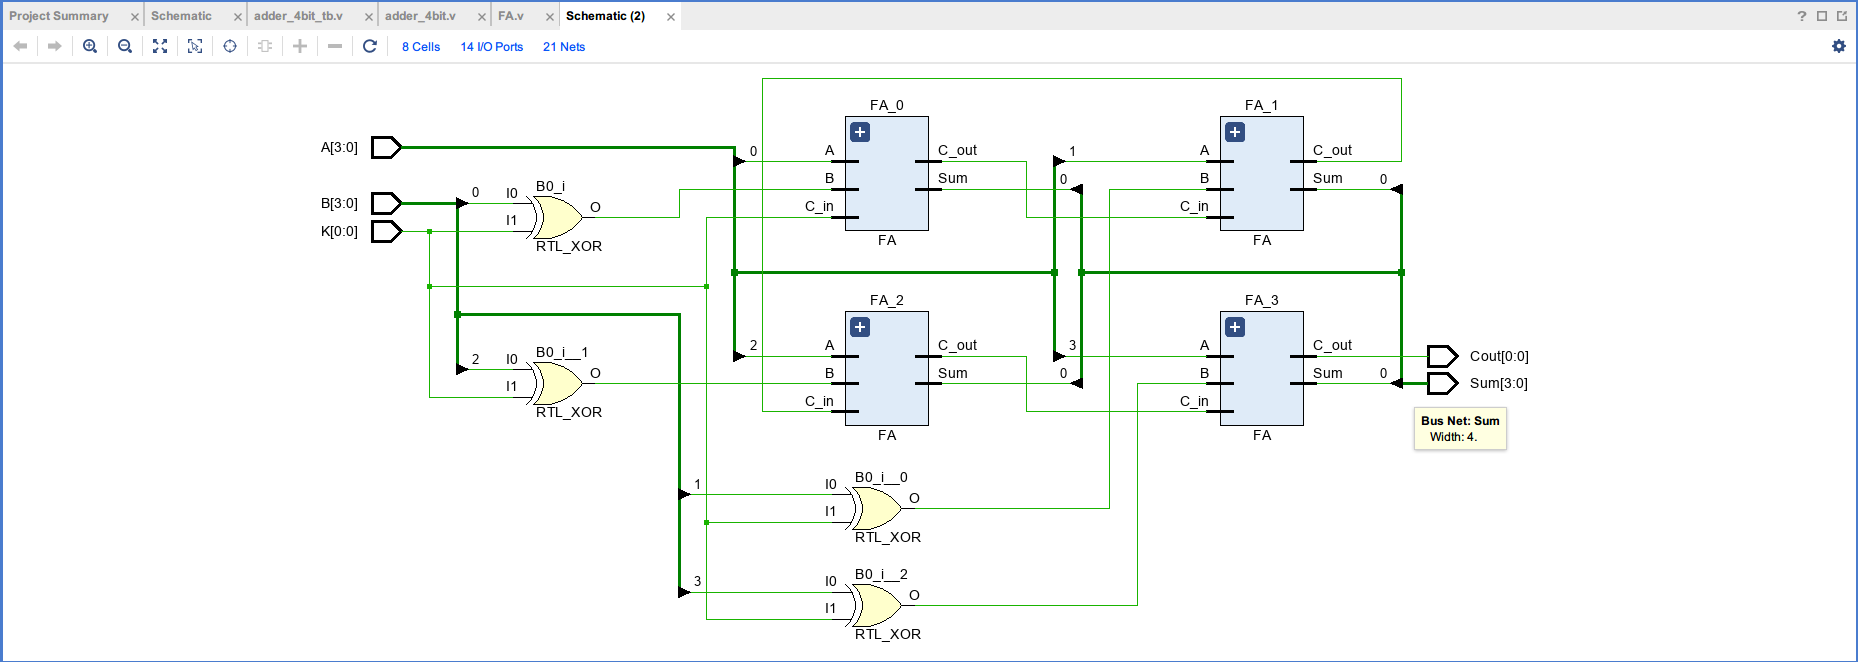 Project Summary × Schematic × adder_4bit_tb.v × adder_4bit.v × FA.v × Schematic (2) × ?
8 Cells 14 I/O Ports 21 Nets
FA_0 FA_1
A[3:0] 0 A C_out 1 A C_out
B[3:0] 0 I0 B0_i B Sum 0 B Sum 0
K[0:0] I1 O C_in C_in
RTL_XOR FA FA
FA_2 FA_3
2 I0 B0_i__1 2 A C_out 3 A C_out Cout[0:0]
I1 O B Sum 0 B Sum 0 Sum[3:0]
RTL_XOR C_in C_in
FA FA
Bus Net: Sum
Width: 4.
1 I0 B0_i__0
I1 O
RTL_XOR
3 I0 B0_i__2
I1 O
RTL_XOR